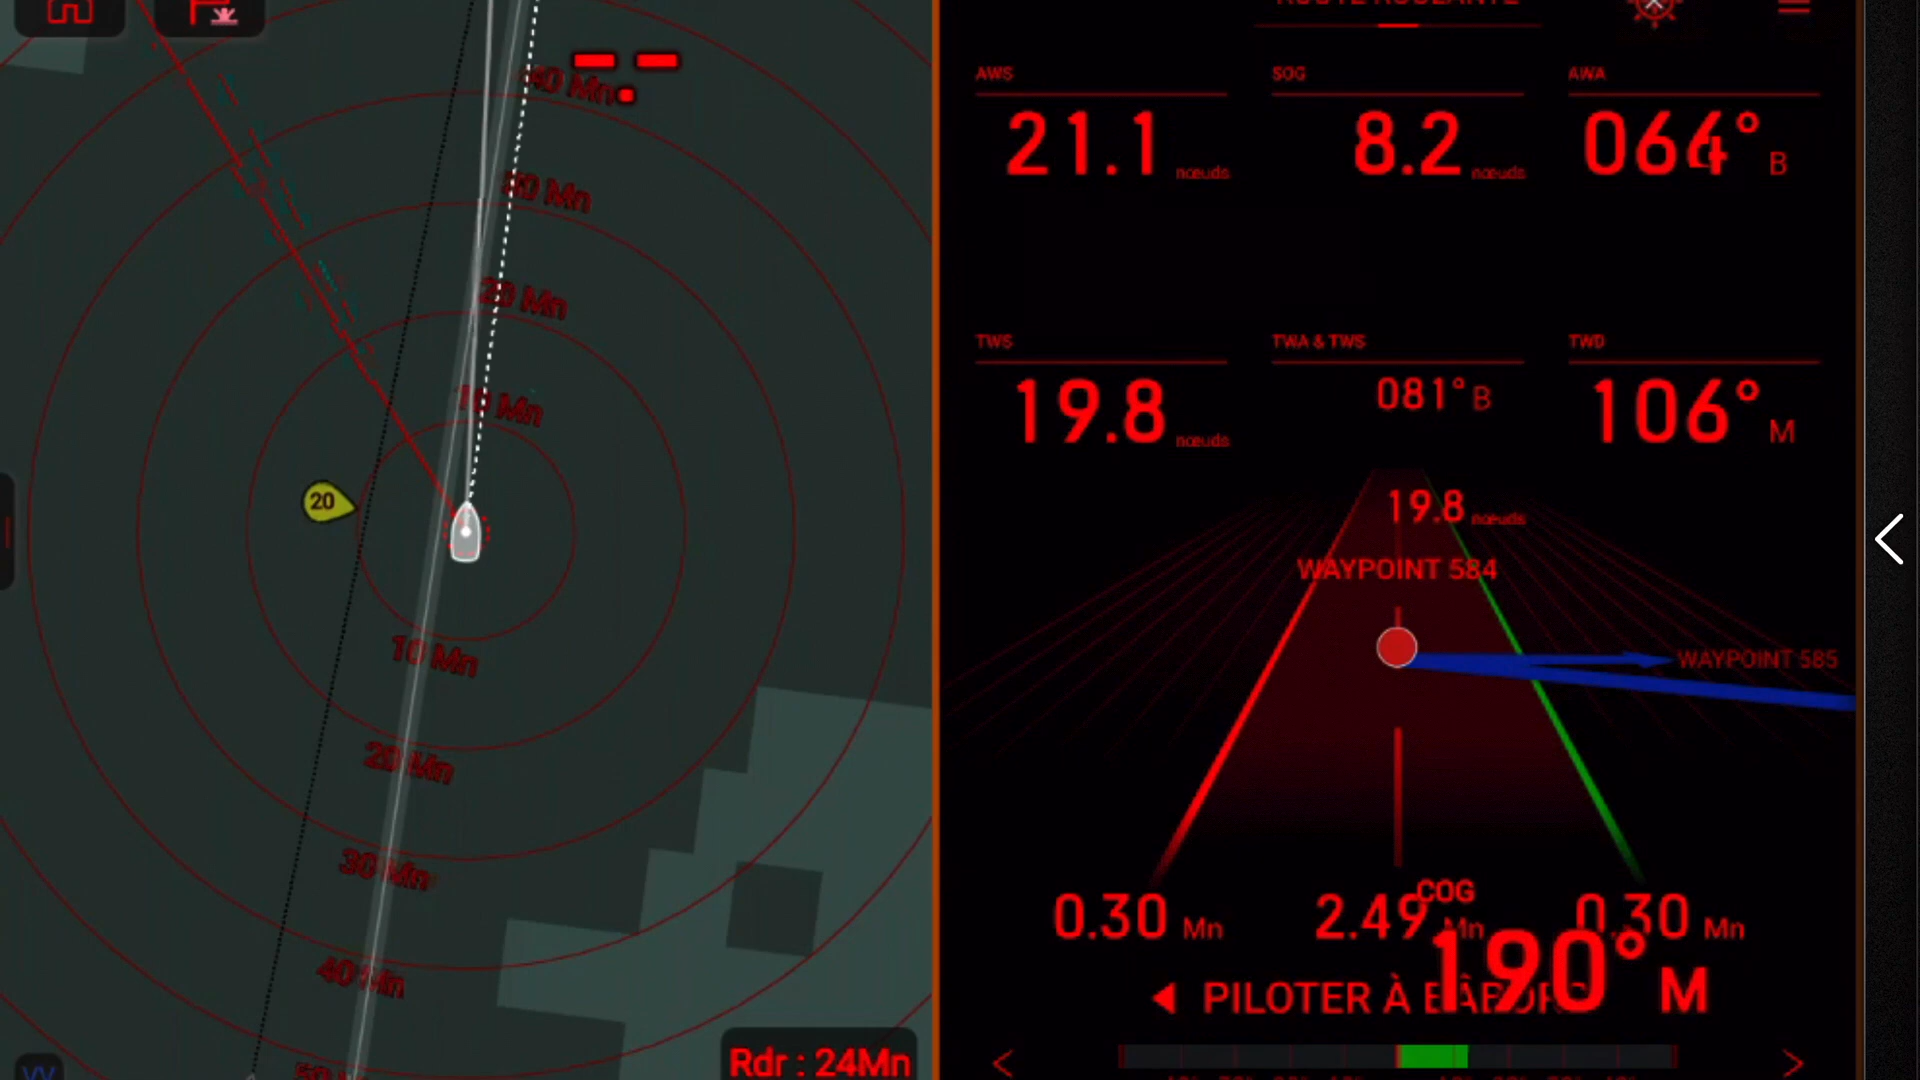 40 Mn
30 Mn
20 Mn
10 Mn
20
10 Mn
20 Mn
30 Mn
40 Mn
Rdr : 24Mn
AWS
21.1 nœuds
SOG
8.2 nœuds
AWA
064° B
TWS
19.8 nœuds
TWA & TWS
081° B
19.8 nœuds
TWD
106° M
WAYPOINT 584
WAYPOINT 585
0.30 Mn
2.49 Mn
0.30 Mn
COG
190° M
PILOTER À BÂBORD